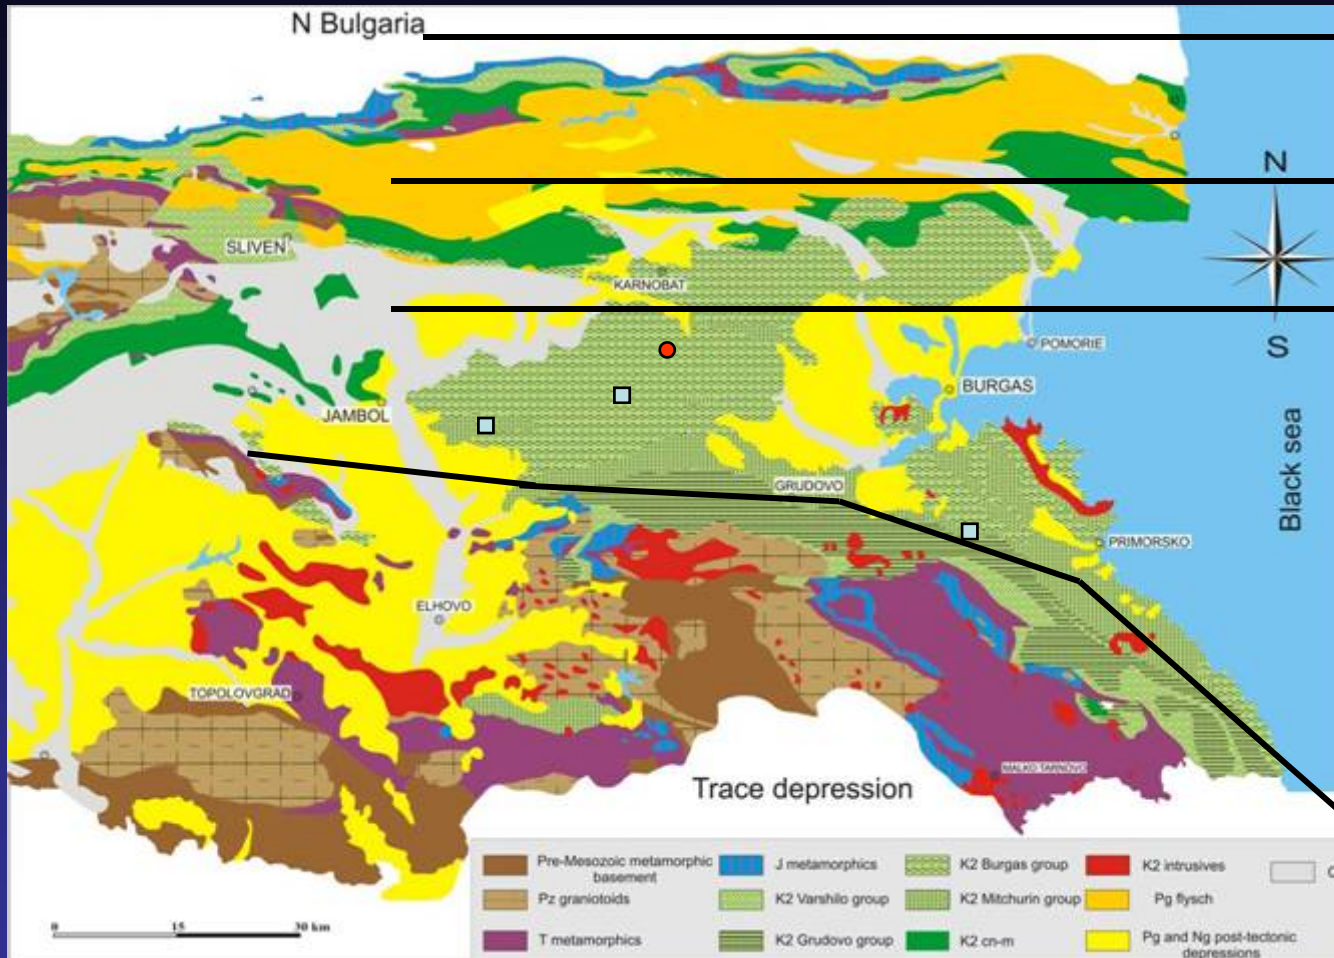 N Bulgaria
N
SLIVEN
KARNOBAT
S
POMORIE
BURGAS
JAMBOL
Black sea
GRUDOVO
PRIMORSKO
ELHOVO
TOPOLOVGRAD
MALKO TARNOVO
Trace depression
Pre-Mesozoic metamorphic
basement
J metamorphics
K2 Burgas group
K2 intrusives
Pz graniotoids
K2 Varshilo group
K2 Mitchurin group
Pg flysch
T metamorphics
K2 Grudovo group
K2 cn-m
Pg and Ng post-tectonic
depressions
0 15 30 km